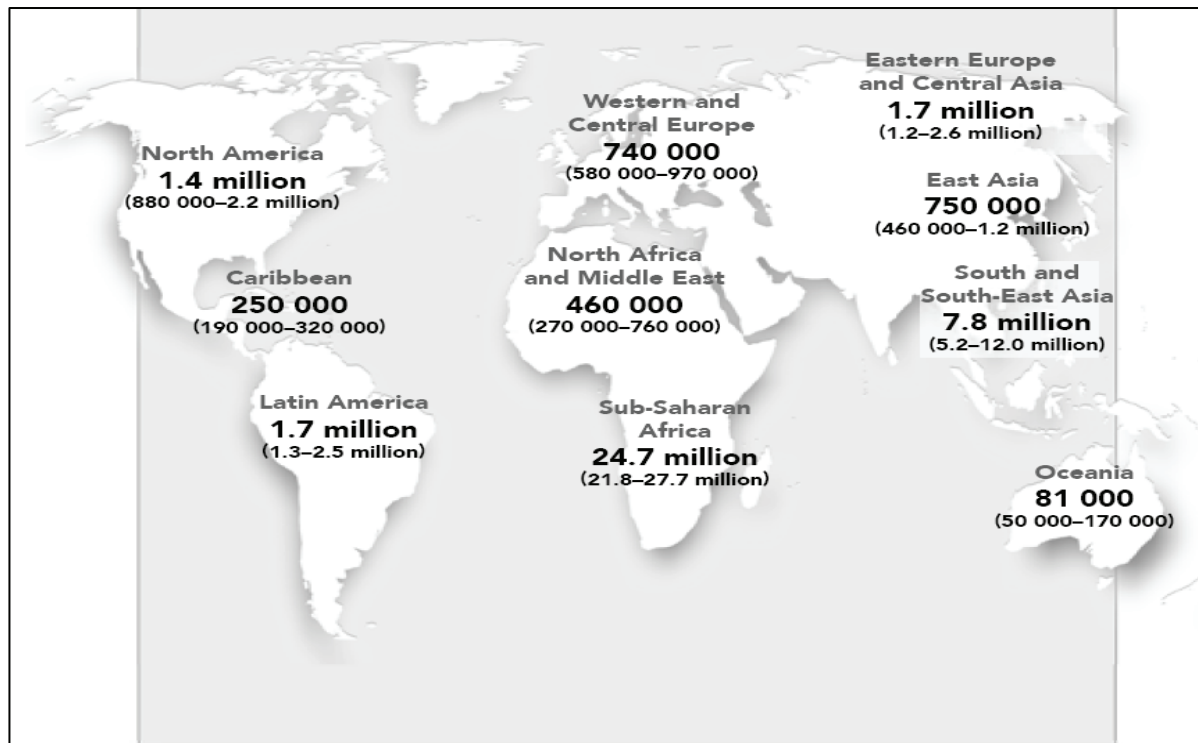 North America
1.4 million
(880 000–2.2 million)
Caribbean
250 000
(190 000–320 000)
Latin America
1.7 million
(1.3–2.5 million)
Western and
Central Europe
740 000
(580 000–970 000)
North Africa
and Middle East
460 000
(270 000–760 000)
Sub-Saharan
Africa
24.7 million
(21.8–27.7 million)
Eastern Europe
and Central Asia
1.7 million
(1.2–2.6 million)
East Asia
750 000
(460 000–1.2 million)
South and
South-East Asia
7.8 million
(5.2–12.0 million)
Oceania
81 000
(50 000–170 000)